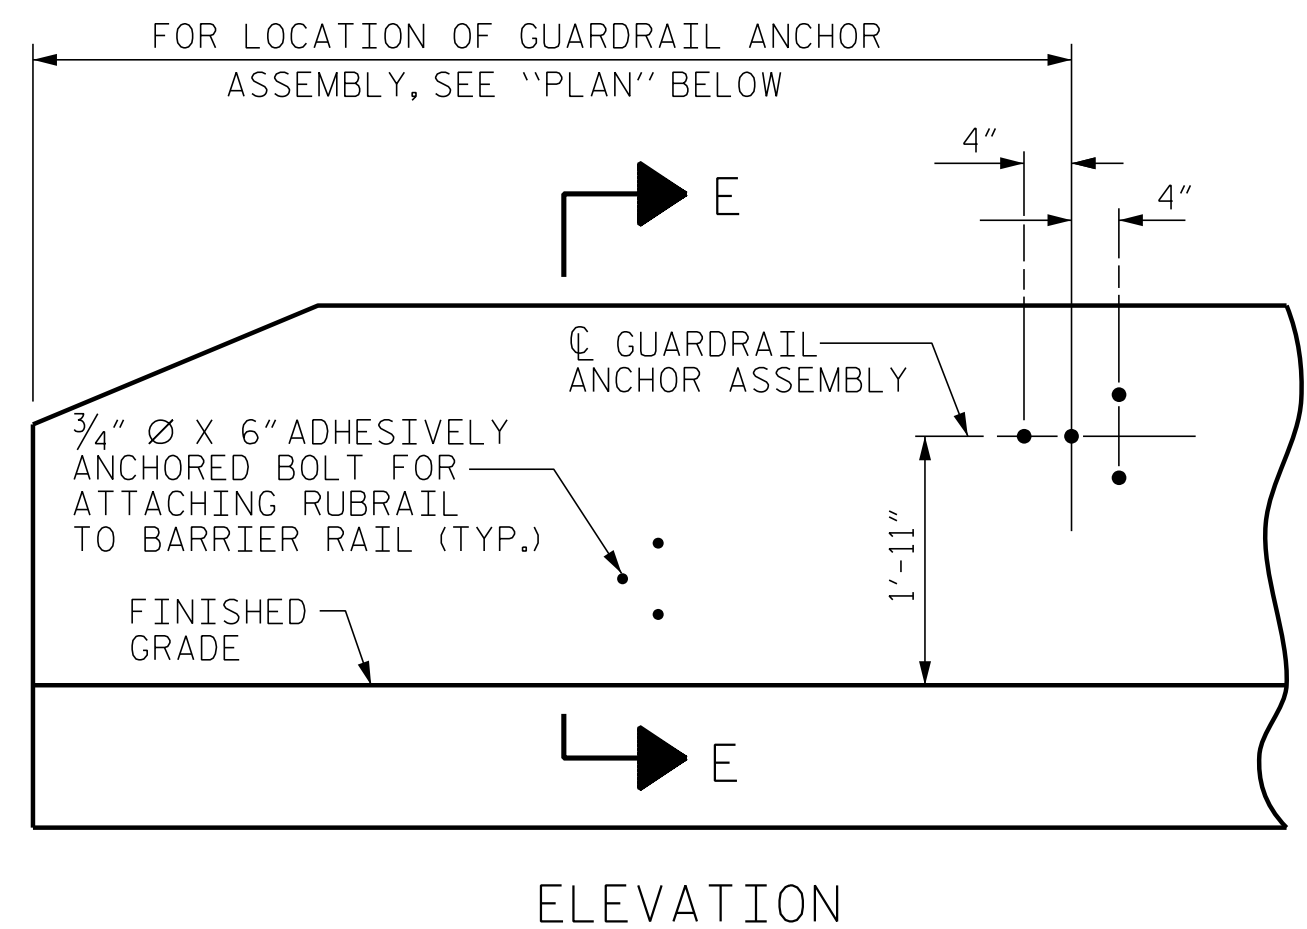 FOR LOCATION OF GUARDRAIL ANCHOR
ASSEMBLY, SEE "PLAN" BELOW
4"
4"
E
℄ GUARDRAIL
ANCHOR ASSEMBLY
3/4" Ø X 6" ADHESIVELY
ANCHORED BOLT FOR
ATTACHING RUBRAIL
TO BARRIER RAIL (TYP.)
1'-11"
FINISHED
GRADE
E
ELEVATION